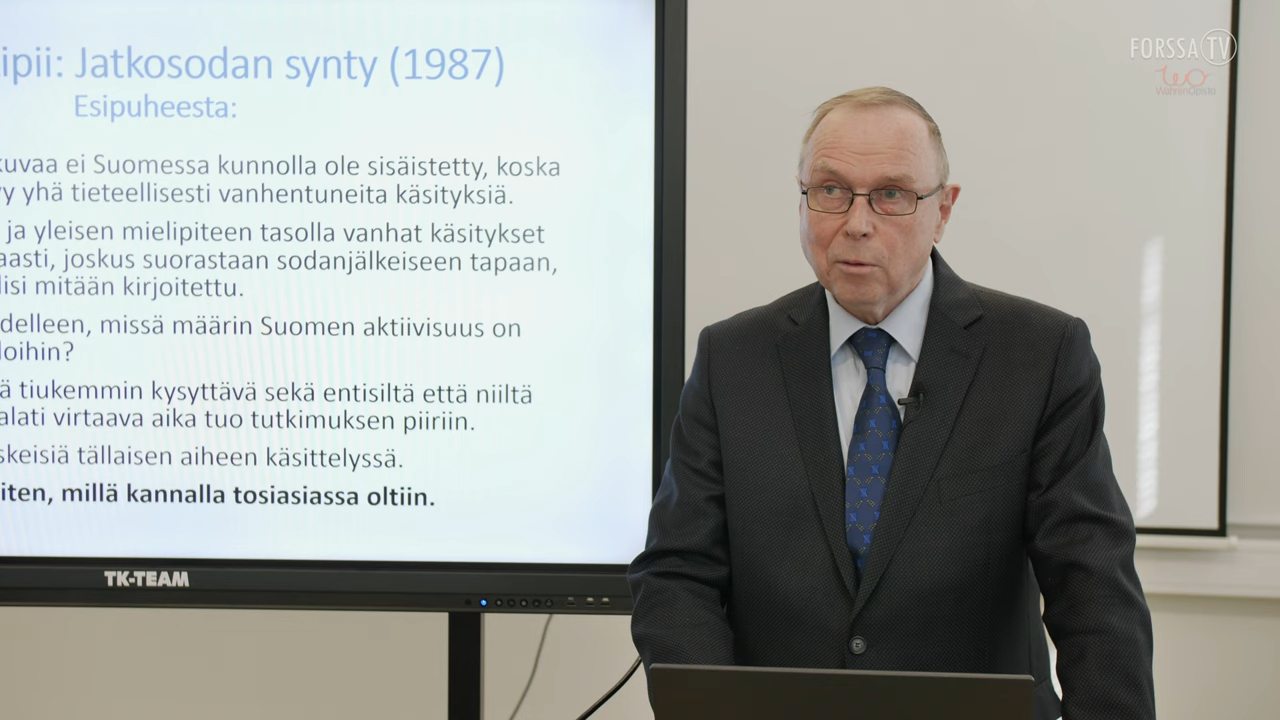 ipii: Jatkosodan synty (1987)
Esipuheesta:
kuvaa ei Suomessa kunnolla ole sisäistetty, koska
yy yhä tieteellisesti vanhentuneita käsityksiä.
ja yleisen mielipiteen tasolla vanhat käsitykset
aasti, joskus suorastaan sodanjälkeiseen tapaan,
lisi mitään kirjoitettu.
delleen, missä määrin Suomen aktiivisuus on
loihin?
ä tiukemmin kysyttävä sekä entisiltä että niiltä
alati virtaava aika tuo tutkimuksen piiriin.
skeisiä tällaisen aiheen käsittelyssä.
iten, millä kannalla tosiasiassa oltiin.
TK-TEAM
FORSSA TV
WahrenOpisto